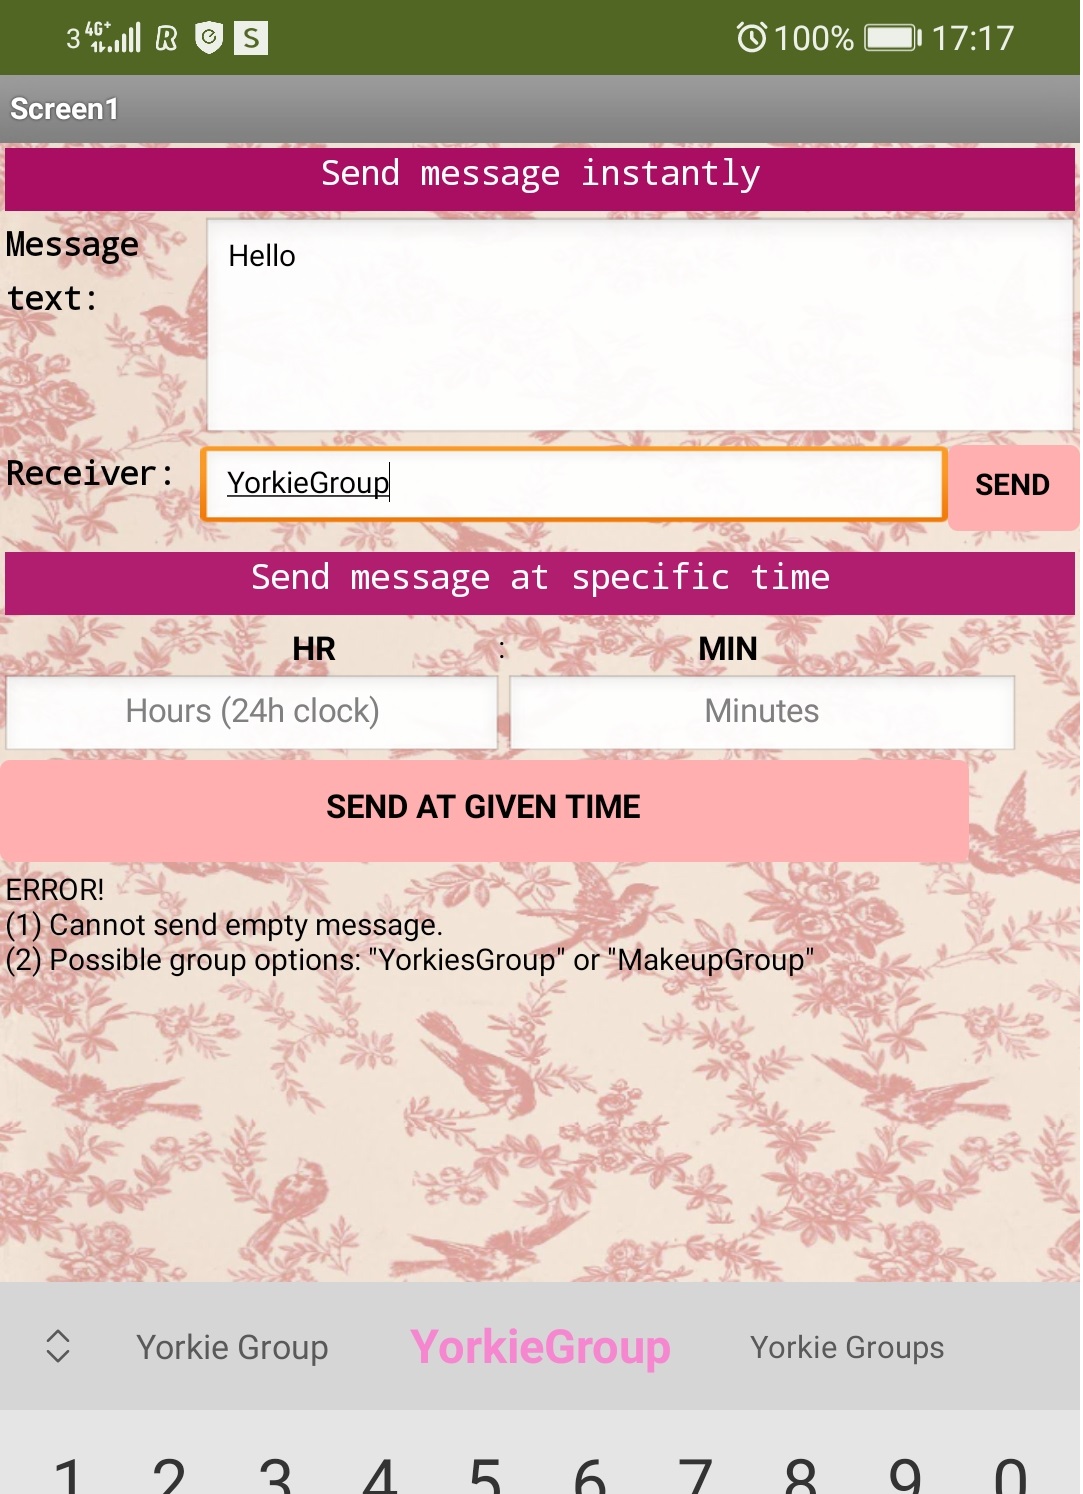 3 4G+ R S 100% 17:17
Screen1
Send message instantly
Message
text:
Hello
Receiver:
YorkieGroup
SEND
Send message at specific time
HR : MIN
Hours (24h clock) Minutes
SEND AT GIVEN TIME
ERROR!
(1) Cannot send empty message.
(2) Possible group options: "YorkiesGroup" or "MakeupGroup"
Yorkie Group YorkieGroup Yorkie Groups
1 2 3 4 5 6 7 8 9 0